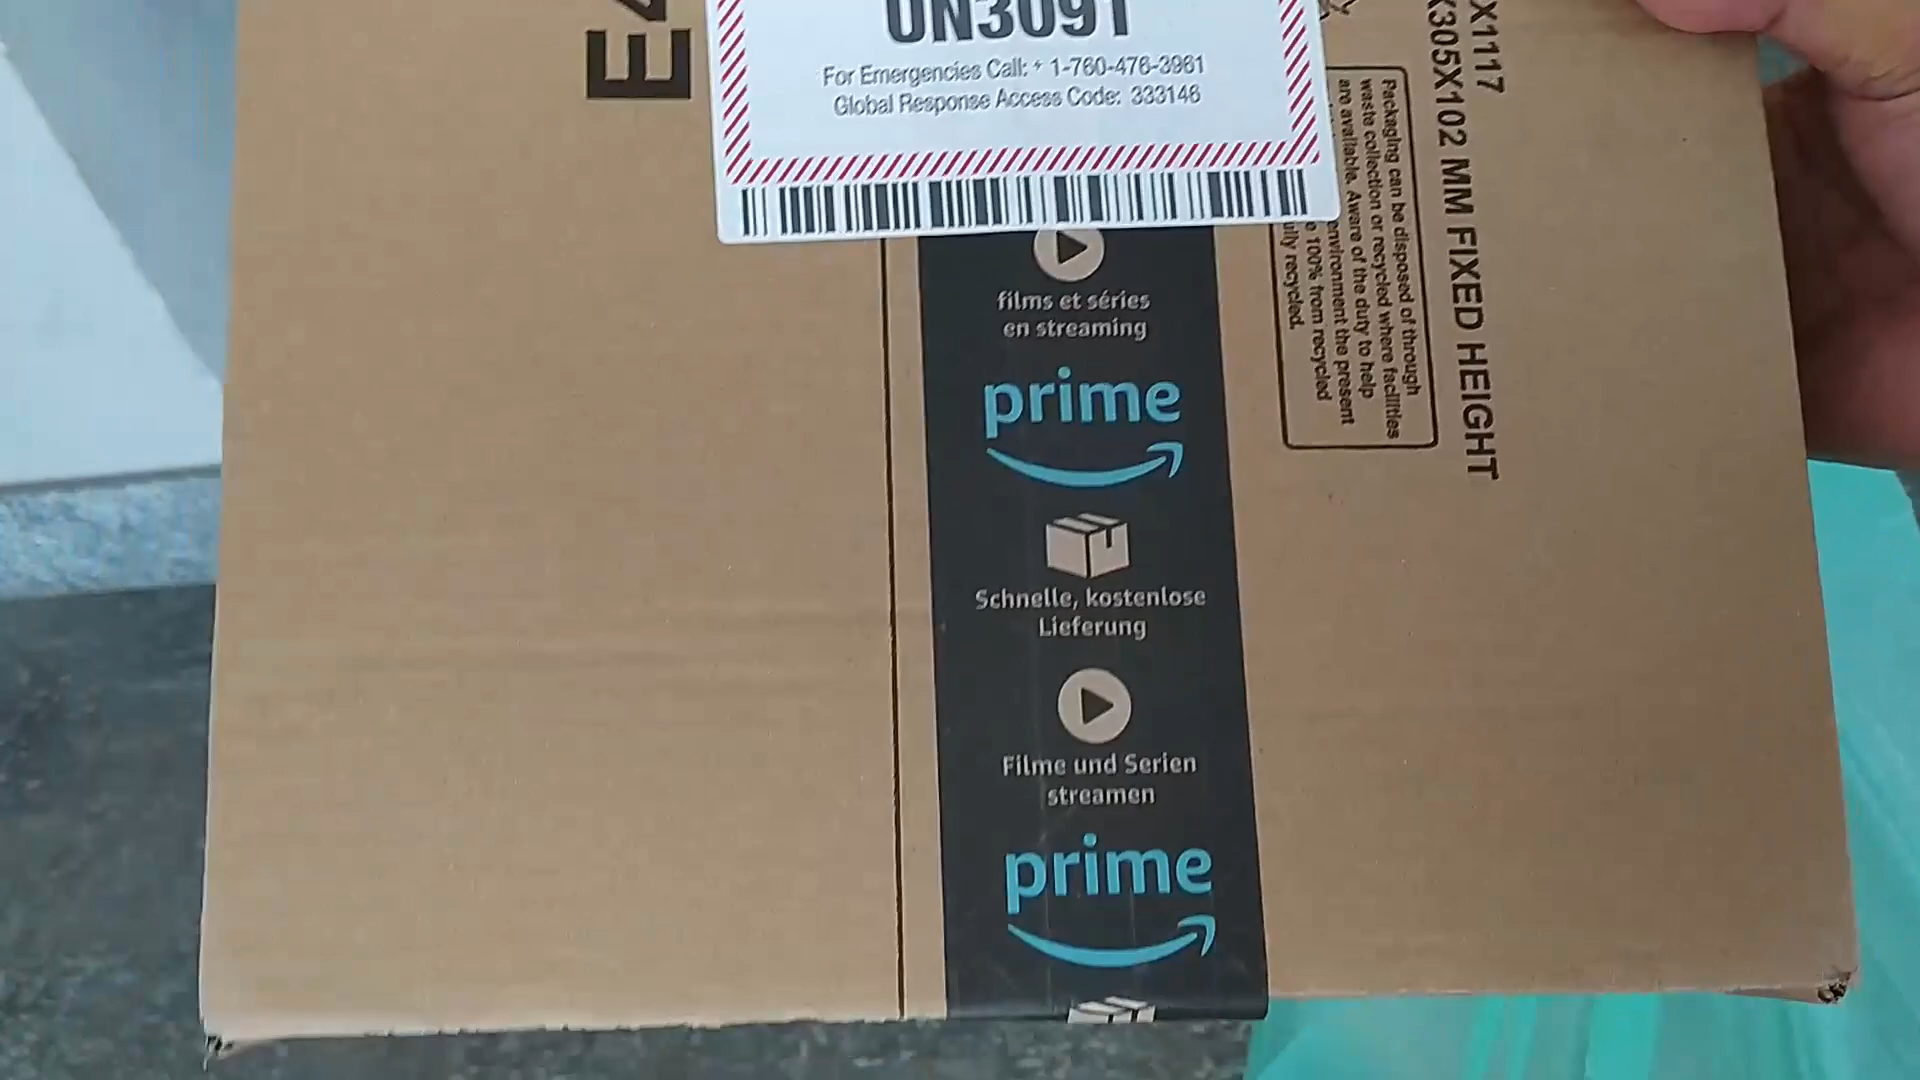 E4
UN3091
For Emergencies Call: + 1-760-476-3961
Global Response Access Code: 333146
films et séries
en streaming
prime
Schnelle, kostenlose
Lieferung
Filme und Serien
streamen
prime
X1117
X305X102 MM FIXED HEIGHT
Packaging can be disposed of through
waste collection or recycled where facilities
are available. Aware of the duty to help
environment the present
100% from recycled
fully recycled.